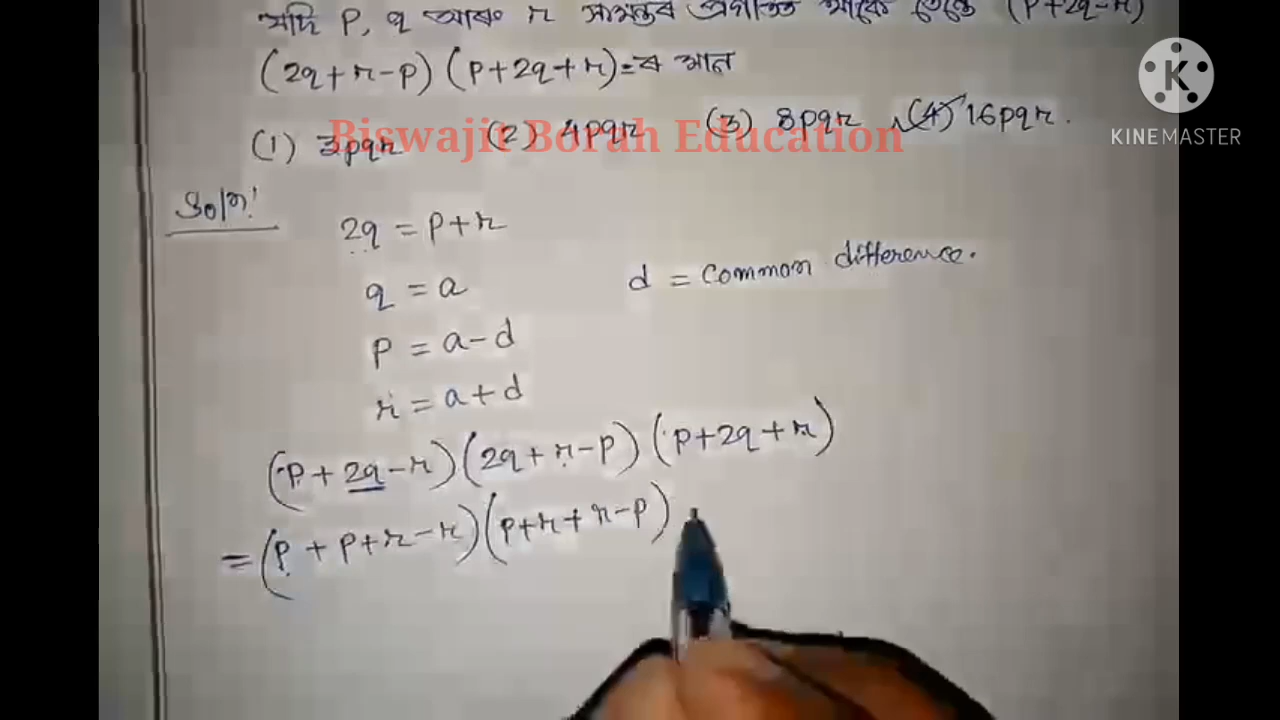 যদি P, q আৰু r সমান্তৰ প্ৰগতিত থাকে তেন্তে (P+2q-r)
(2q+r-p) (p+2q+r)=ৰ মান
(1) 3pqr (2) 4pqr (3) 8pqr (4) 16pqr.
Biswajit Borah Education
KINEMASTER
Soln:
2q = p+r
q = a
d = common difference.
p = a-d
r = a+d
(p+2q-r)(2q+r-p)(p+2q+r)
=(p+p+r-r)(p+r+r-p)